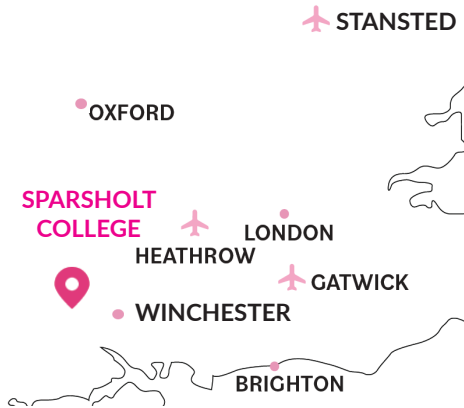 STANSTED
OXFORD
SPARSHOLT
COLLEGE
LONDON
HEATHROW
GATWICK
WINCHESTER
BRIGHTON